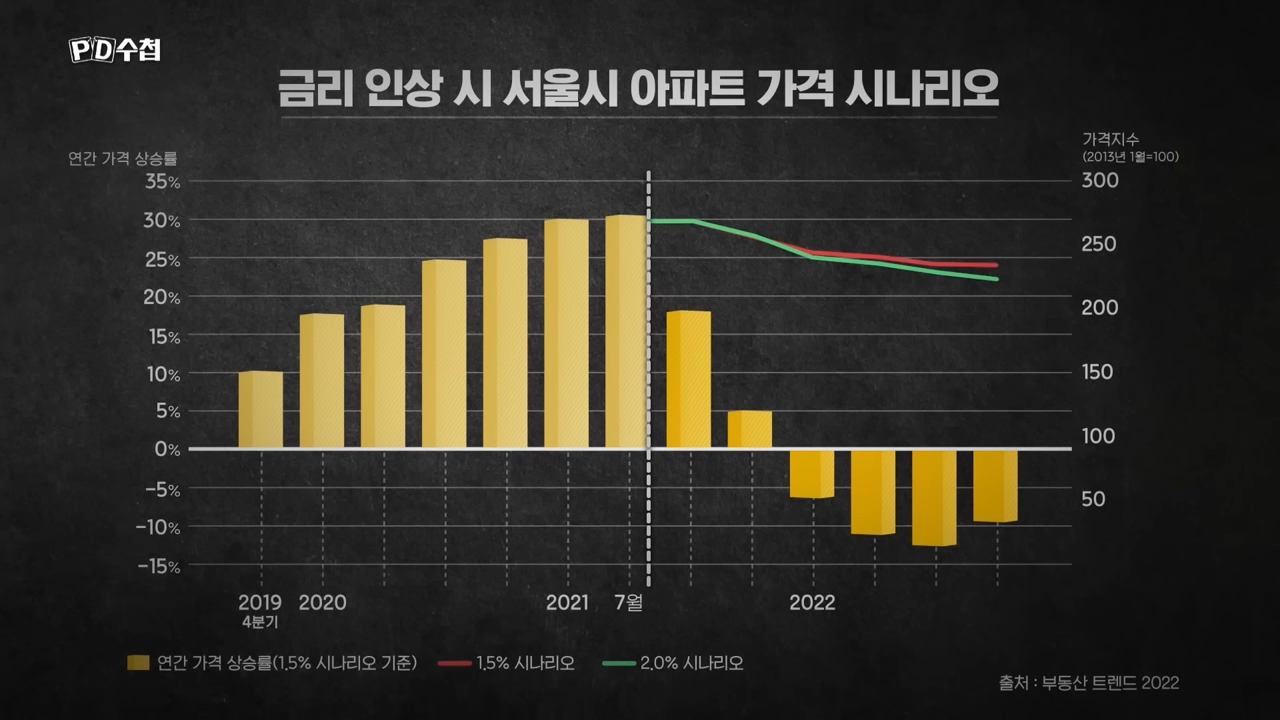 PD수첩
금리 인상 시 서울시 아파트 가격 시나리오
연간 가격 상승률
가격지수
(2013년 1월=100)
35%
30%
25%
20%
15%
10%
5%
0%
-5%
-10%
-15%
300
250
200
150
100
50
2019 2020 2021 7월 2022
4분기
연간 가격 상승률(1.5% 시나리오 기준) 1.5% 시나리오 2.0% 시나리오
출처 : 부동산 트렌드 2022